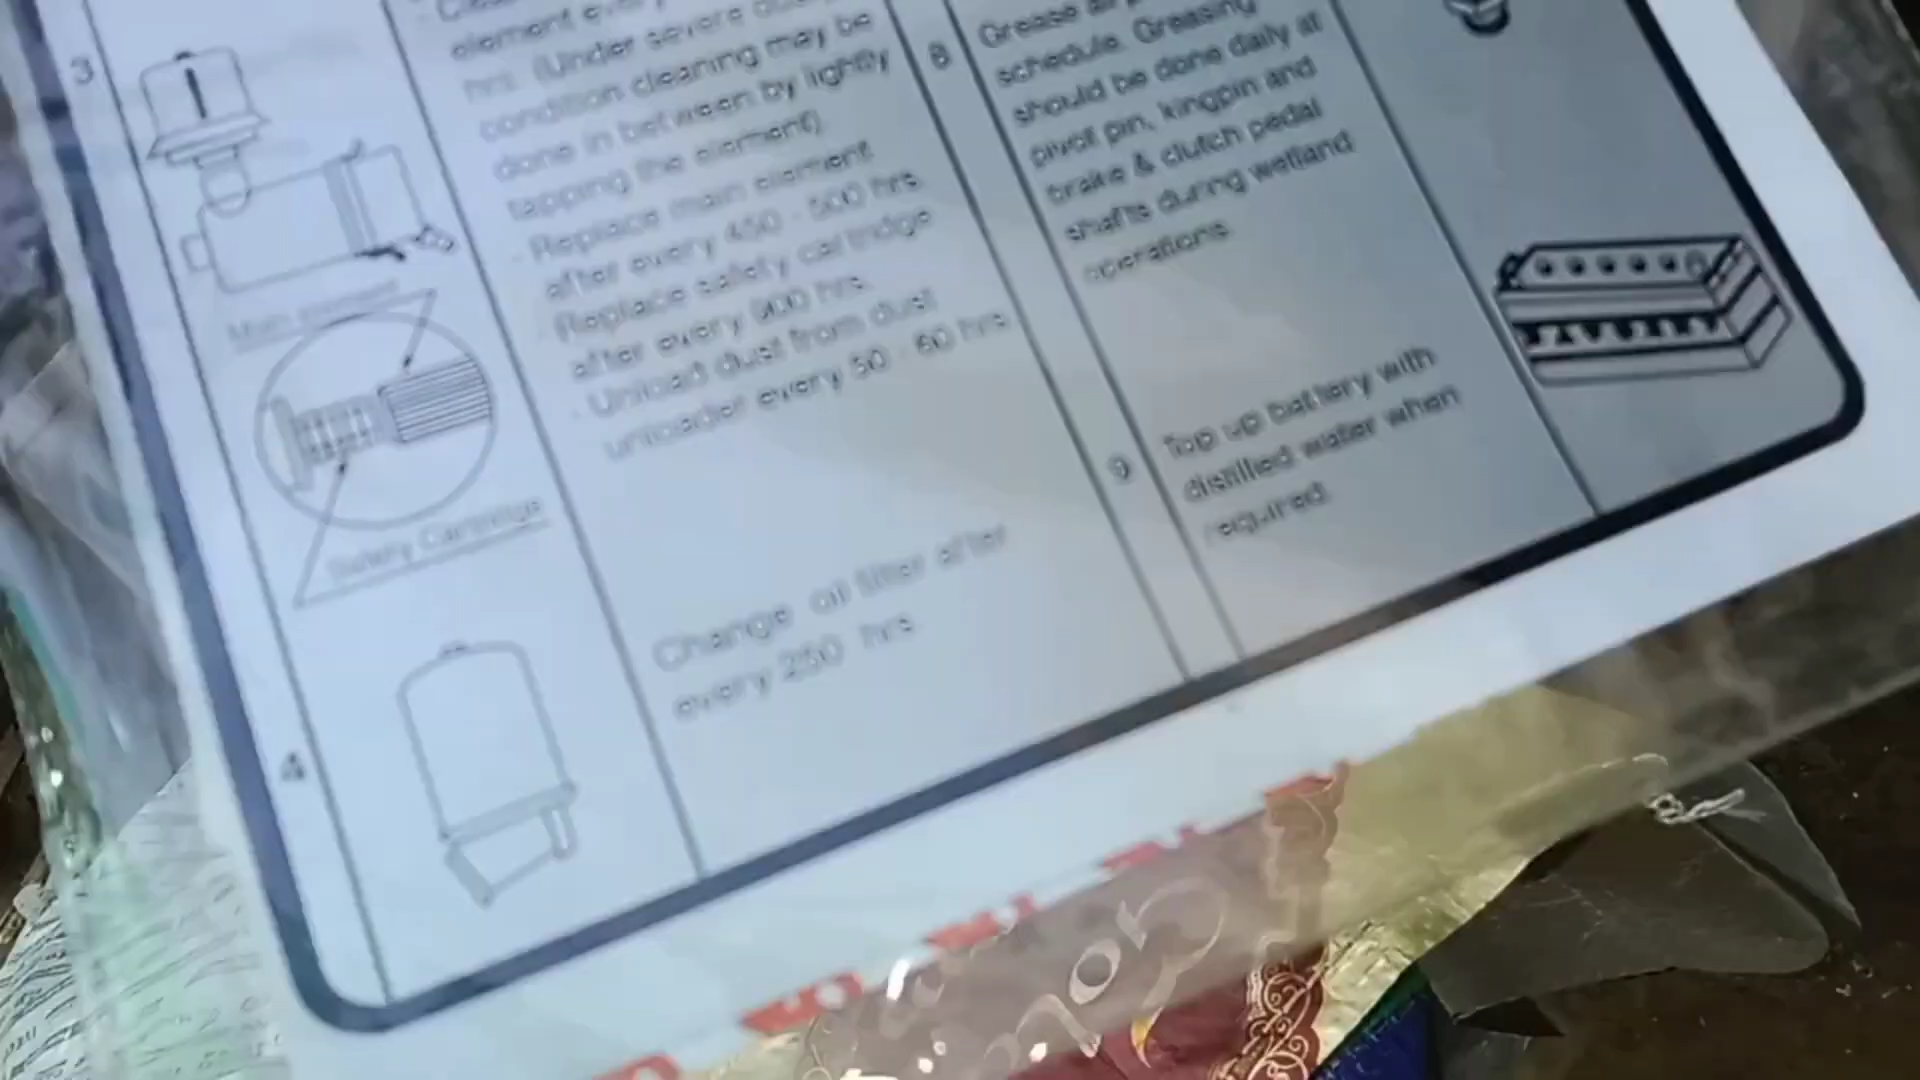 3
Main element
Safety Cartridge
element every
hrs. (Under severe
condition cleaning may be
done in between by lightly
tapping the element)
- Replace main element
after every 450 - 500 hrs.
- Replace safety cartridge
after every 900 hrs.
- Unload dust from dust
unloader every 50 - 60 hrs.
4
Change oil filter after
every 250 hrs.
8
Grease all
schedule. Greasing
should be done daily at
pivot pin, kingpin and
brake & clutch pedal
shafts during wetland
operations.
9
Top up battery with
distilled water when
required.